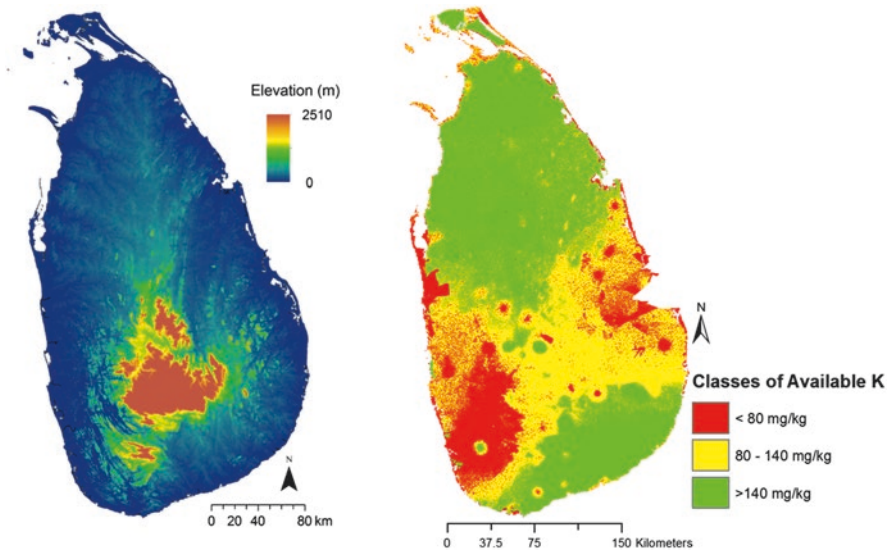 Elevation (m)
2510
0
N
0 20 40 80 km
N
Classes of Available K
< 80 mg/kg
80 - 140 mg/kg
>140 mg/kg
0 37.5 75 150 Kilometers